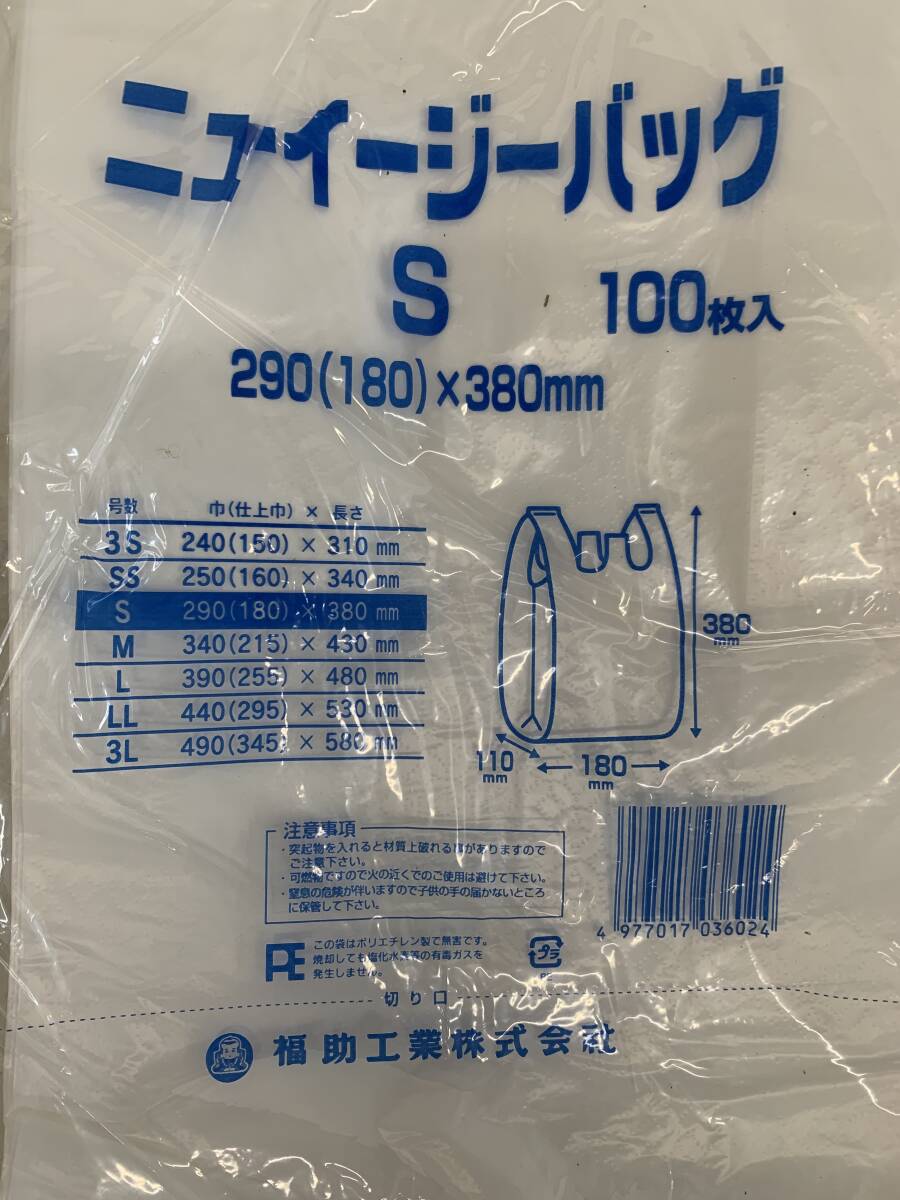 ニューイージーバッグ
S 100枚入
290(180)×380mm
号数 巾(仕上巾) × 長さ
3S 240(150) × 310 mm
SS 250(160) × 340 mm
S 290(180) × 380 mm
M 340(215) × 430 mm
L 390(255) × 480 mm
LL 440(295) × 530 mm
3L 490(345) × 580 mm
380
mm
110
mm
180
mm
注意事項
・突起物を入れると材質上破れる事がありますので
ご注意下さい。
・可燃物ですので火の近くでのご使用は避けて下さい。
・窒息の危険が伴いますので子供の手の届かないところ
に保管して下さい。
PE
この袋はポリエチレン製で無害です。
焼却しても塩化水素等の有毒ガスを
発生しません。
プラ
PE
4 977017 036024
切り口
福助工業株式会社